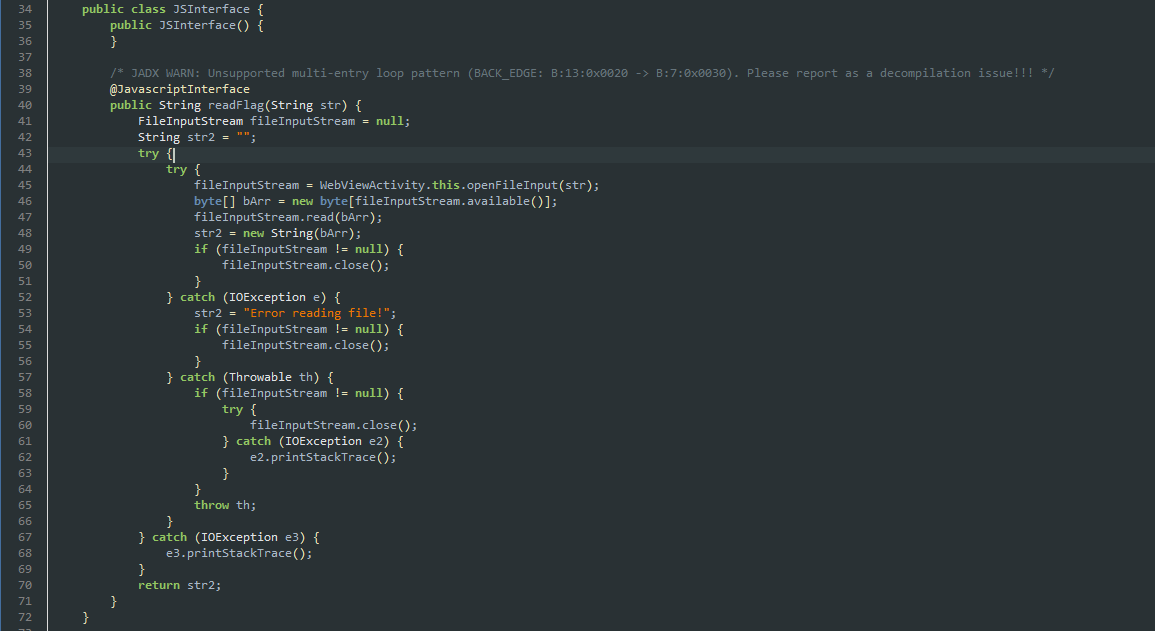 34 public class JSInterface {
35 public JSInterface() {
36 }
37
38 /* JADX WARN: Unsupported multi-entry loop pattern (BACK_EDGE: B:13:0x0020 -> B:7:0x0030). Please report as a decompilation issue!!! */
39 @JavascriptInterface
40 public String readFlag(String str) {
41 FileInputStream fileInputStream = null;
42 String str2 = "";
43 try {
44 try {
45 fileInputStream = WebViewActivity.this.openFileInput(str);
46 byte[] bArr = new byte[fileInputStream.available()];
47 fileInputStream.read(bArr);
48 str2 = new String(bArr);
49 if (fileInputStream != null) {
50 fileInputStream.close();
51 }
52 } catch (IOException e) {
53 str2 = "Error reading file!";
54 if (fileInputStream != null) {
55 fileInputStream.close();
56 }
57 } catch (Throwable th) {
58 if (fileInputStream != null) {
59 try {
60 fileInputStream.close();
61 } catch (IOException e2) {
62 e2.printStackTrace();
63 }
64 }
65 throw th;
66 }
67 } catch (IOException e3) {
68 e3.printStackTrace();
69 }
70 return str2;
71 }
72 }